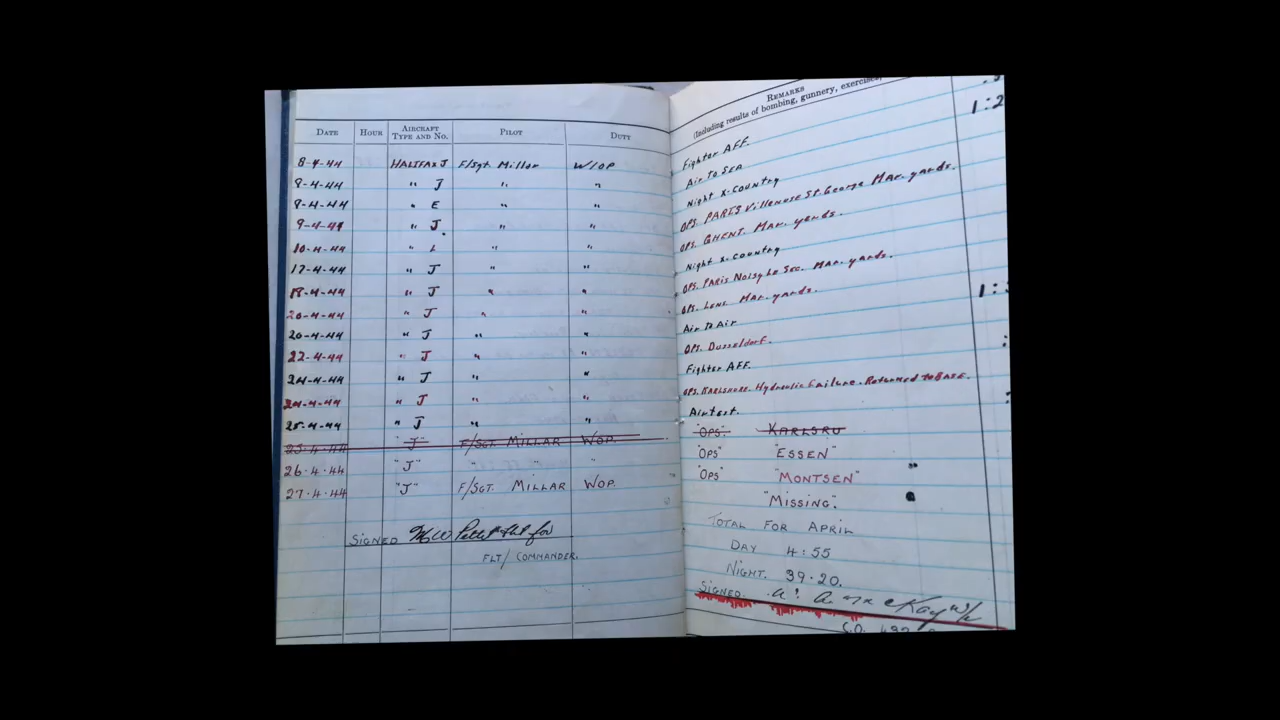 DATE HOUR AIRCRAFT TYPE AND NO. PILOT DUTY
8-4-44 HALIFAX J F/Sgt. Millar W/OP
8-4-44 " J " "
8-4-44 " E " "
9-4-44 " J " "
10-4-44 " L " "
17-4-44 " J " "
18-4-44 " J " "
20-4-44 " J " "
20-4-44 " J " "
22-4-44 " J " "
24-4-44 " J " "
24-4-44 " J " "
25-4-44 " J " "
25-4-44 "J" F/SGT MILLAR WOP.
26.4.44 "J" " " "
27.4.44 "J" F/SGT. MILLAR WOP.
SIGNED for
FLT/ COMMANDER.
REMARKS
(Including results of bombing, gunnery, exercises,
1:2
Fighter AFF.
Air To SEA
Night X-Country
OPS. PARIS Villenuse St. George Mar. yards.
OPS. GHENT. Mar. yards.
Night X-Country
OPS. PARIS Noisy Le Sec. Mar. yards.
OPS. LENS Mar. yards.
Air to Air
OPS. Dusseldorf.
Fighter AFF.
OPS. KARLSHURE. Hydraulic Failure. Returned to BASE.
Airtest.
"OPS". KARLSRU
"OPS" "ESSEN"
"OPS" "MONTSEN"
"MISSING".
TOTAL FOR APRIL
DAY 4:55
NIGHT. 39.20.
SIGNED.